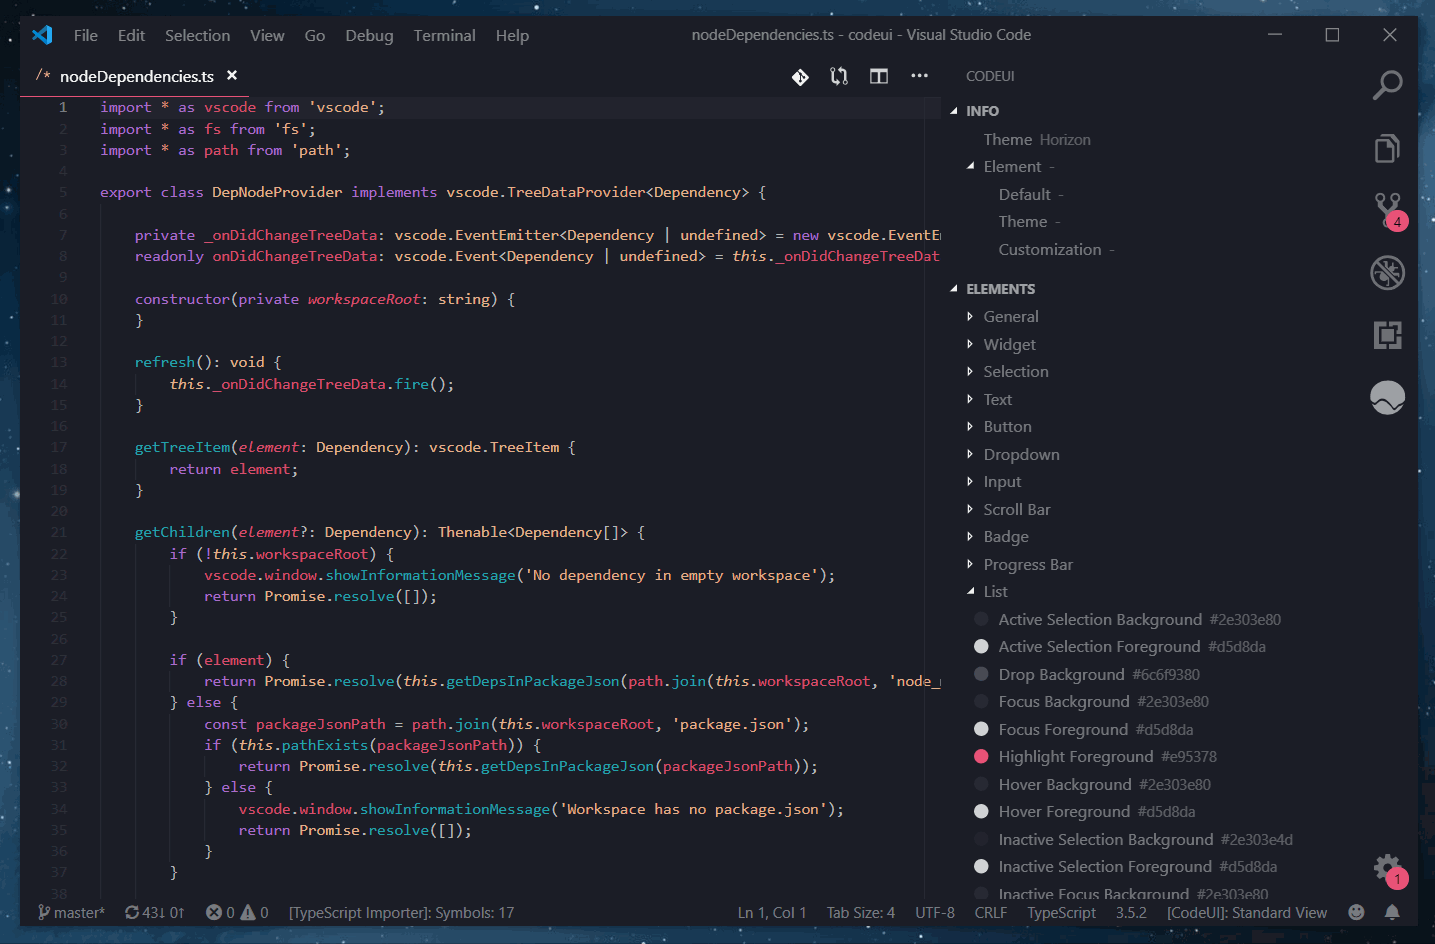 File Edit Selection View Go Debug Terminal Help
nodeDependencies.ts - codeui - Visual Studio Code
/* nodeDependencies.ts ×
1 import * as vscode from 'vscode';
2 import * as fs from 'fs';
3 import * as path from 'path';
4
5 export class DepNodeProvider implements vscode.TreeDataProvider<Dependency> {
6
7 private _onDidChangeTreeData: vscode.EventEmitter<Dependency | undefined> = new vscode.EventEm
8 readonly onDidChangeTreeData: vscode.Event<Dependency | undefined> = this._onDidChangeTreeDat
9
10 constructor(private workspaceRoot: string) {
11 }
12
13 refresh(): void {
14 this._onDidChangeTreeData.fire();
15 }
16
17 getTreeItem(element: Dependency): vscode.TreeItem {
18 return element;
19 }
20
21 getChildren(element?: Dependency): Thenable<Dependency[]> {
22 if (!this.workspaceRoot) {
23 vscode.window.showInformationMessage('No dependency in empty workspace');
24 return Promise.resolve([]);
25 }
26
27 if (element) {
28 return Promise.resolve(this.getDepsInPackageJson(path.join(this.workspaceRoot, 'node_
29 } else {
30 const packageJsonPath = path.join(this.workspaceRoot, 'package.json');
31 if (this.pathExists(packageJsonPath)) {
32 return Promise.resolve(this.getDepsInPackageJson(packageJsonPath));
33 } else {
34 vscode.window.showInformationMessage('Workspace has no package.json');
35 return Promise.resolve([]);
36 }
37 }
38
CODEUI
INFO
Theme Horizon
Element -
Default -
Theme -
Customization -
ELEMENTS
General
Widget
Selection
Text
Button
Dropdown
Input
Scroll Bar
Badge
Progress Bar
List
Active Selection Background #2e303e80
Active Selection Foreground #d5d8da
Drop Background #6c6f9380
Focus Background #2e303e80
Focus Foreground #d5d8da
Highlight Foreground #e95378
Hover Background #2e303e80
Hover Foreground #d5d8da
Inactive Selection Background #2e303e4d
Inactive Selection Foreground #d5d8da
Inactive Focus Background #2e303e80
4
1
master* 43↓ 0↑ 0 0 [TypeScript Importer]: Symbols: 17
Ln 1, Col 1 Tab Size: 4 UTF-8 CRLF TypeScript 3.5.2 [CodeUI]: Standard View